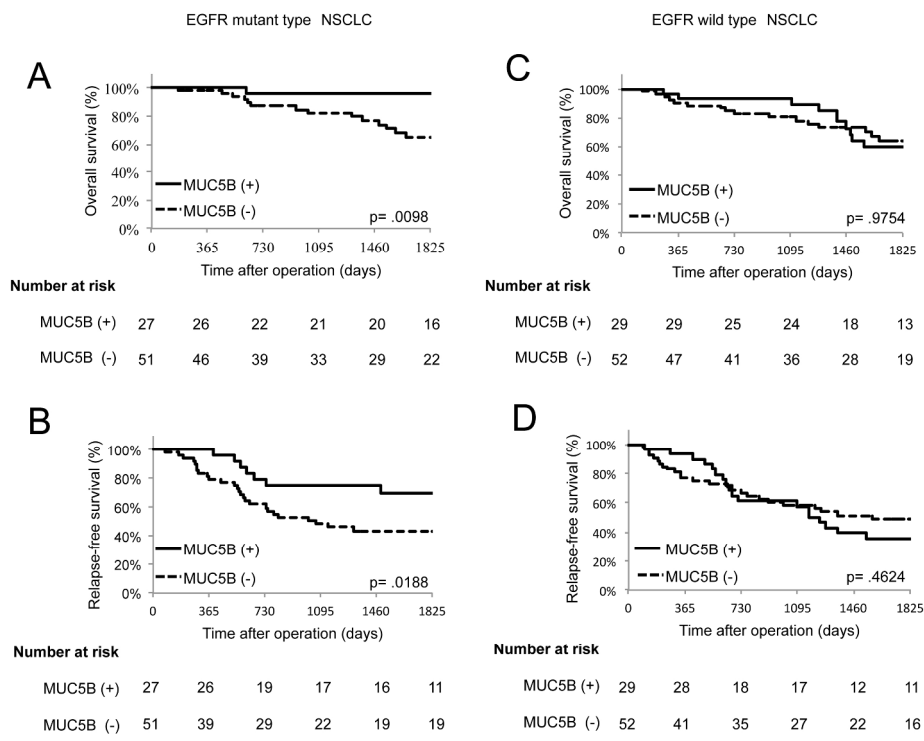 EGFR mutant type NSCLC
EGFR wild type NSCLC
A
Overall survival (%)
100%
80%
60%
40%
20%
0%
MUC5B (+)
MUC5B (-)
p= .0098
0 365 730 1095 1460 1825
Time after operation (days)
Number at risk
MUC5B (+) 27 26 22 21 20 16
MUC5B (-) 51 46 39 33 29 22
C
Overall survival (%)
100%
80%
60%
40%
20%
0%
MUC5B (+)
MUC5B (-)
p= .9754
0 365 730 1095 1460 1825
Time after operation (days)
Number at risk
MUC5B (+) 29 29 25 24 18 13
MUC5B (-) 52 47 41 36 28 19
B
Relapse-free survival (%)
100%
80%
60%
40%
20%
0%
MUC5B (+)
MUC5B (-)
p= .0188
0 365 730 1095 1460 1825
Time after operation (days)
Number at risk
MUC5B (+) 27 26 19 17 16 11
MUC5B (-) 51 39 29 22 19 19
D
Relapse-free survival (%)
100%
80%
60%
40%
20%
0%
MUC5B (+)
MUC5B (-)
p= .4624
0 365 730 1095 1460 1825
Time after operation (days)
Number at risk
MUC5B (+) 29 28 18 17 12 11
MUC5B (-) 52 41 35 27 22 16